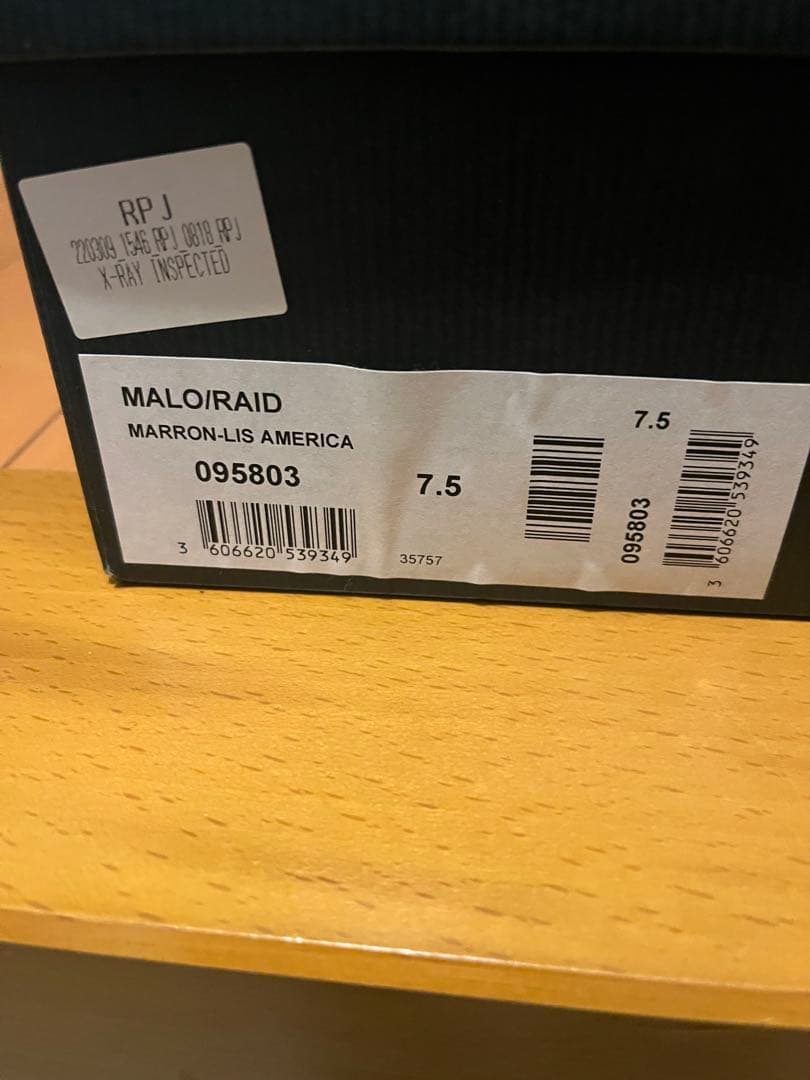 RPJ
220309_1546_RPJ_0818_RPJ
X-RAY INSPECTED
MALO/RAID
MARRON-LIS AMERICA
095803
3 606620 539349
7.5
35757
7.5
095803
3 606620 539349